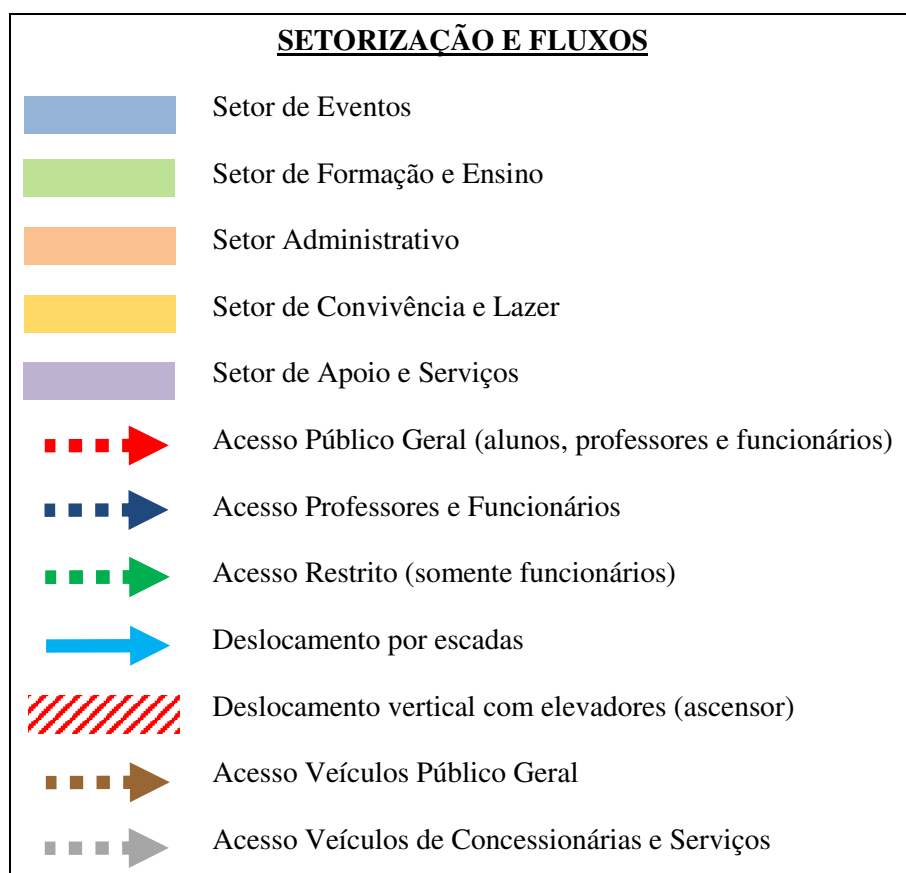 SETORIZAÇÃO E FLUXOS
Setor de Eventos
Setor de Formação e Ensino
Setor Administrativo
Setor de Convivência e Lazer
Setor de Apoio e Serviços
Acesso Público Geral (alunos, professores e funcionários)
Acesso Professores e Funcionários
Acesso Restrito (somente funcionários)
Deslocamento por escadas
Deslocamento vertical com elevadores (ascensor)
Acesso Veículos Público Geral
Acesso Veículos de Concessionárias e Serviços